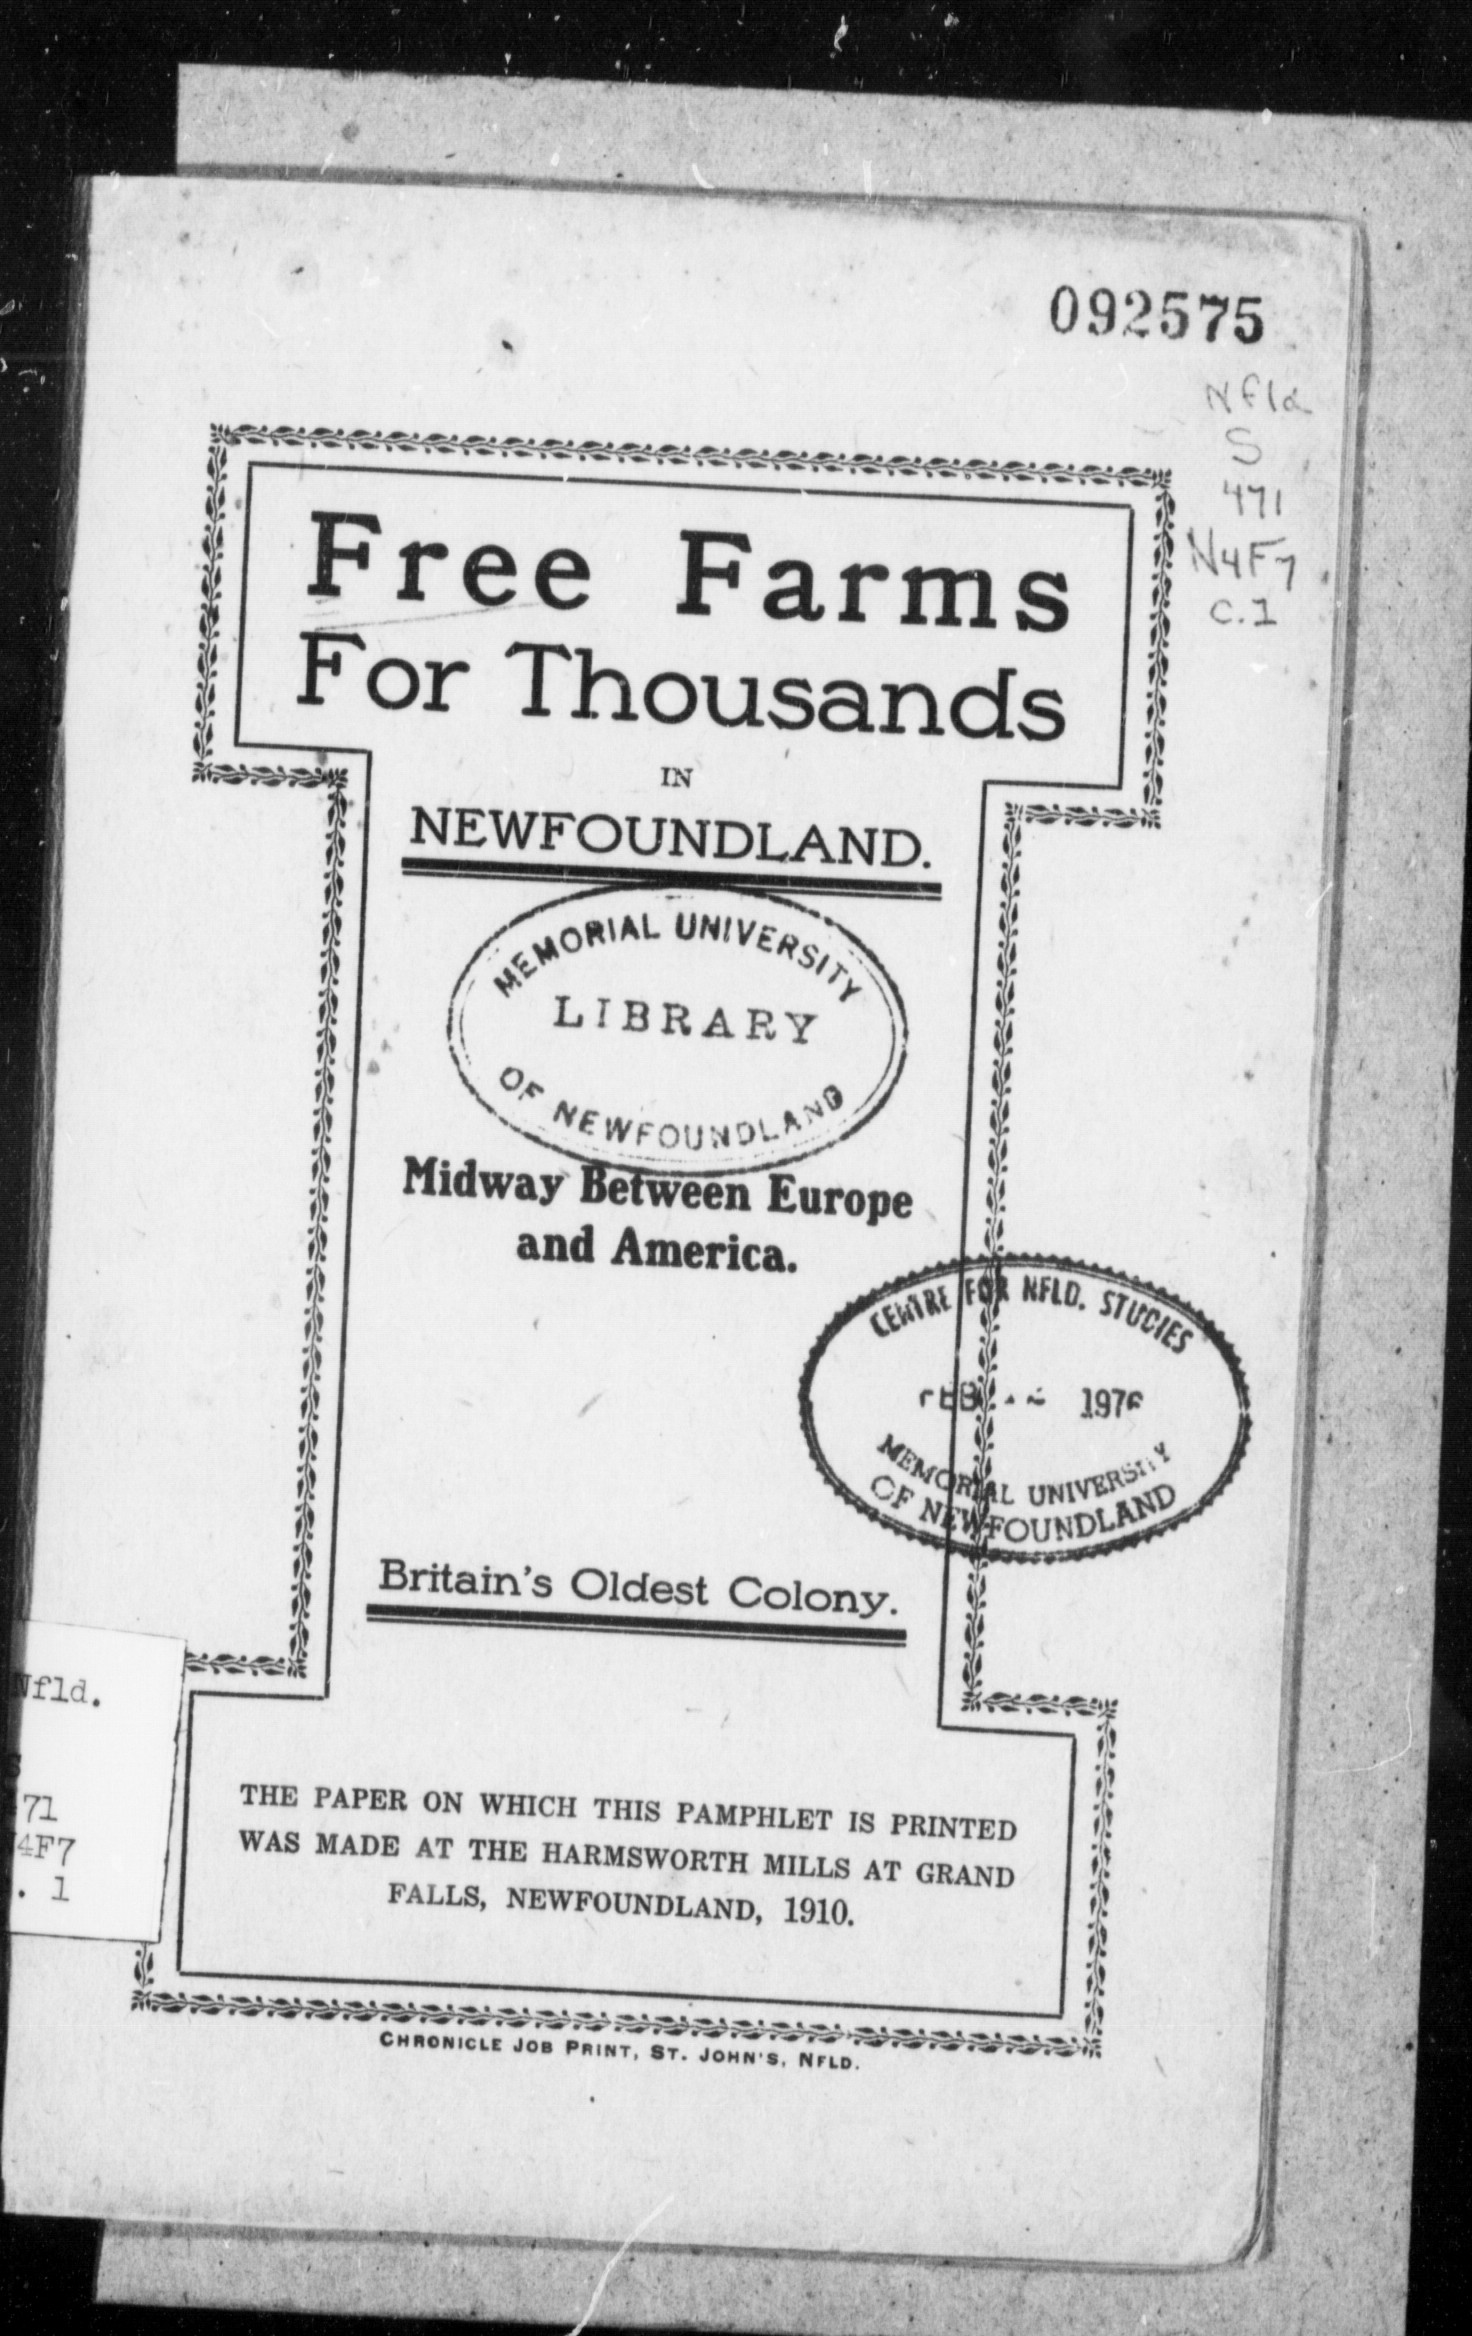 092575
Nfld
S
471
N4F7
C.1
Free Farms
For Thousands
IN
NEWFOUNDLAND.
MEMORIAL UNIVERSITY
LIBRARY
OF NEWFOUNDLAND
Midway Between Europe
and America.
CENTRE FOR NFLD. STUDIES
FEB 1976
MEMORIAL UNIVERSITY
OF NEWFOUNDLAND
Britain's Oldest Colony.
Nfld.
S
71
4F7
. 1
THE PAPER ON WHICH THIS PAMPHLET IS PRINTED
WAS MADE AT THE HARMSWORTH MILLS AT GRAND
FALLS, NEWFOUNDLAND, 1910.
CHRONICLE JOB PRINT, ST. JOHN'S, NFLD.